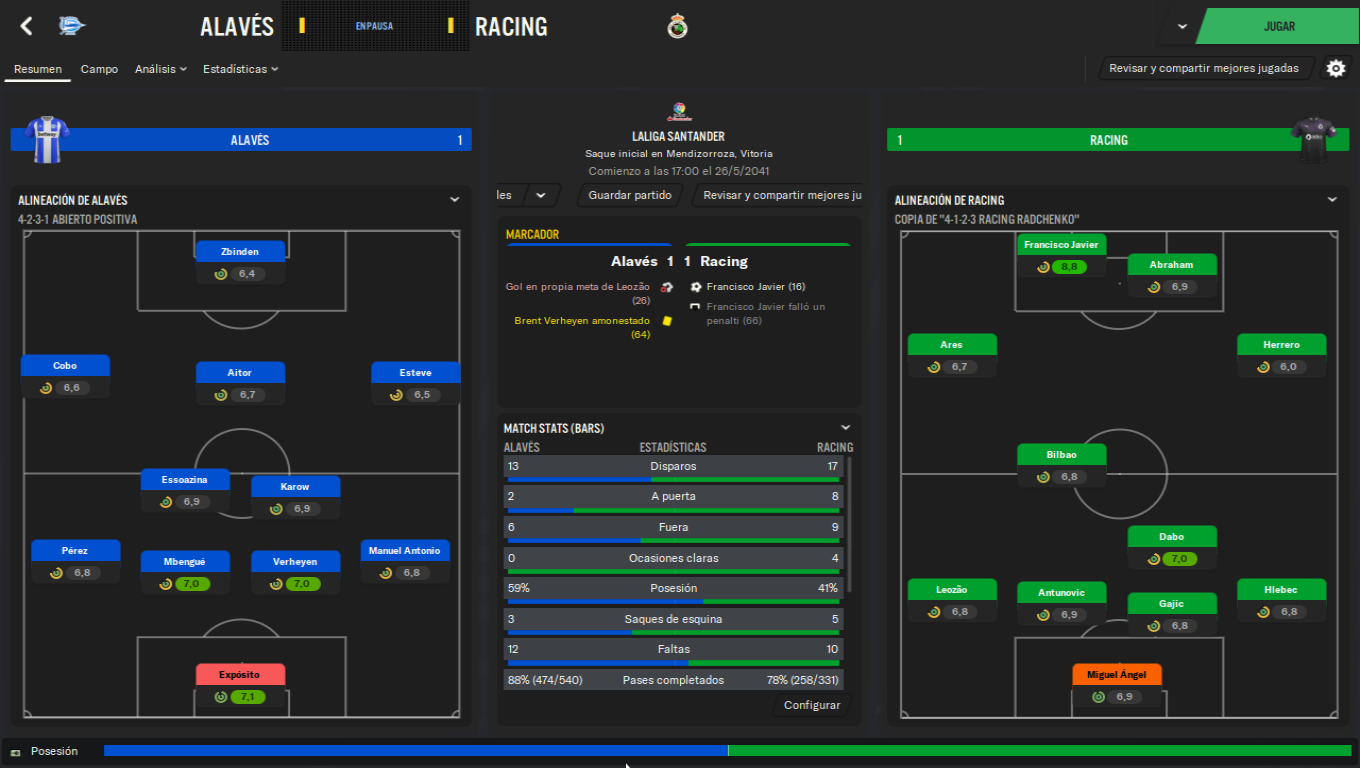 ALAVÉS
EN PAUSA
RACING
JUGAR
Resumen
Campo
Análisis
Estadísticas
Revisar y compartir mejores jugadas
ALAVÉS
1
LALIGA SANTANDER
Saque inicial en Mendizorroza, Vitoria
Comienzo a las 17:00 el 26/5/2041
1
RACING
les
Guardar partido
Revisar y compartir mejores ju
ALINEACIÓN DE ALAVÉS
4-2-3-1 ABIERTO POSITIVA
Zbinden
6,4
Cobo
6,6
Aitor
6,7
Esteve
6,5
Essoazina
6,9
Karow
6,9
Pérez
6,8
Mbengué
7,0
Verheyen
7,0
Manuel Antonio
6,8
Expósito
7,1
MARCADOR
Alavés 1 1 Racing
Gol en propia meta de Leozão
(26)
Brent Verheyen amonestado
(64)
Francisco Javier (16)
Francisco Javier falló un
penalti (66)
MATCH STATS (BARS)
ALAVÉS ESTADÍSTICAS RACING
13 Disparos 17
2 A puerta 8
6 Fuera 9
0 Ocasiones claras 4
59% Posesión 41%
3 Saques de esquina 5
12 Faltas 10
88% (474/540) Pases completados 78% (258/331)
Configurar
ALINEACIÓN DE RACING
COPIA DE "4-1-2-3 RACING RADCHENKO"
Francisco Javier
8,8
Abraham
6,9
Ares
6,7
Herrero
6,0
Bilbao
6,8
Dabo
7,0
Leozão
6,8
Antunovic
6,9
Gajic
6,8
Hlebec
6,8
Miguel Ángel
6,9
Posesión